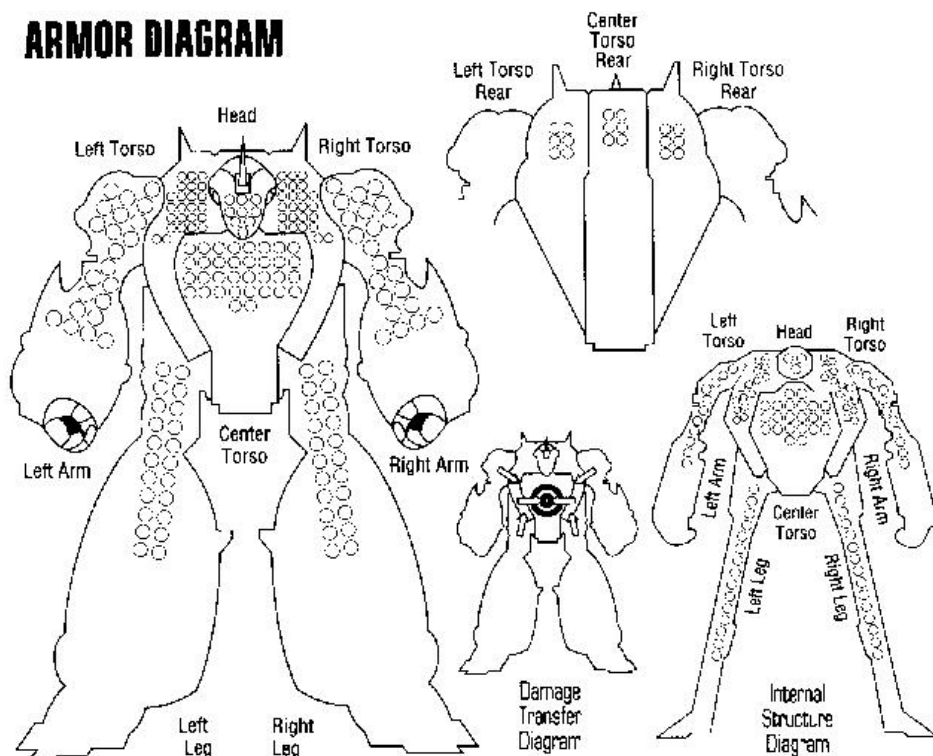 ARMOR DIAGRAM
Head
Left Torso
Right Torso
Left Arm
Center
Torso
Right Arm
Left
Leg
Right
Leg
Center
Torso
Rear
Left Torso
Rear
Right Torso
Rear
Damage
Transfer
Diagram
Left
Torso
Head
Right
Torso
Left Arm
Right Arm
Center
Torso
Left Leg
Right Leg
Internal
Structure
Diagram